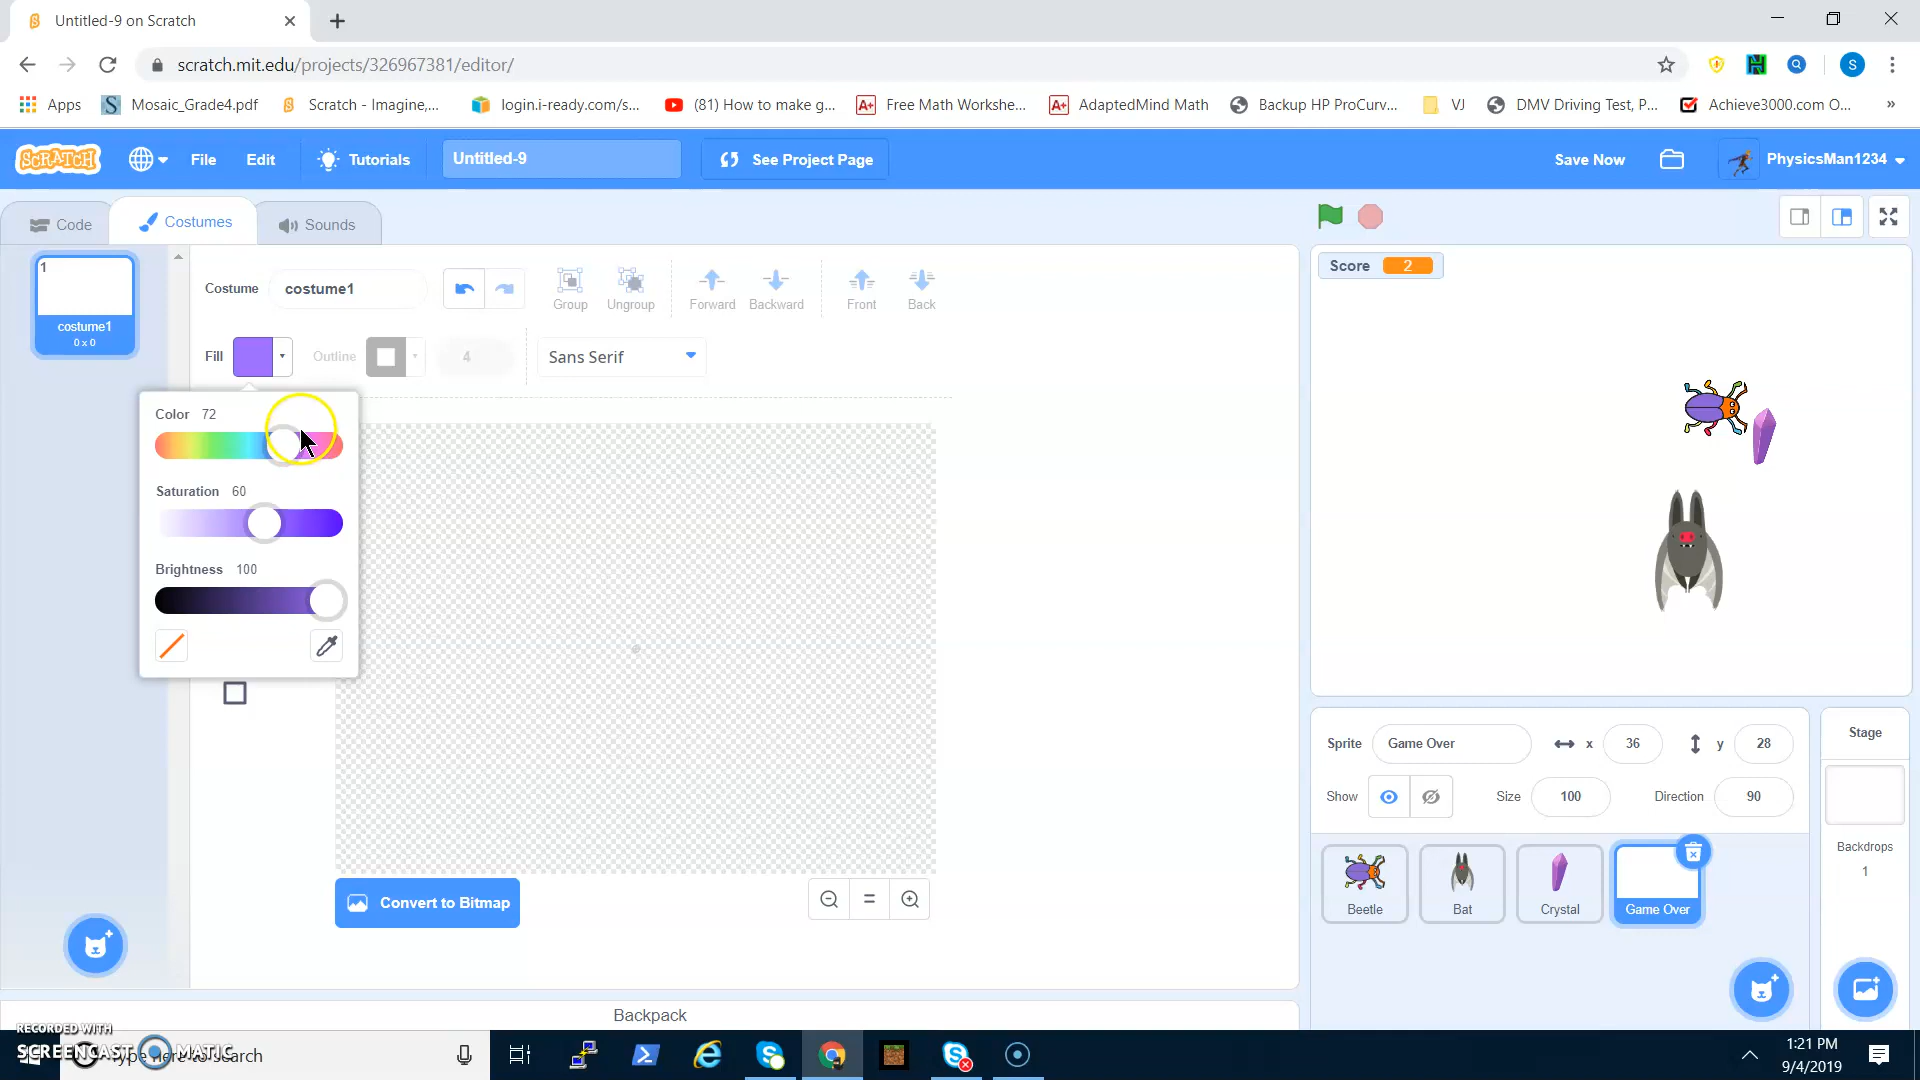 Untitled-9 on Scratch
scratch.mit.edu/projects/326967381/editor/
S
Apps
Mosaic_Grade4.pdf
Scratch - Imagine,...
login.i-ready.com/s...
(81) How to make g...
Free Math Workshe...
AdaptedMind Math
Backup HP ProCurv...
VJ
DMV Driving Test, P...
Achieve3000.com O...
»
SCRATCH
File
Edit
Tutorials
Untitled-9
See Project Page
Save Now
PhysicsMan1234
Code
Costumes
Sounds
1
costume1
0 x 0
Costume
costume1
Group
Ungroup
Forward
Backward
Front
Back
Fill
Outline
4
Sans Serif
Color 72
Saturation 60
Brightness 100
Convert to Bitmap
Score 2
Sprite
Game Over
x
36
y
28
Show
Size
100
Direction
90
Beetle
Bat
Crystal
Game Over
Stage
Backdrops
1
Backpack
RECORDED WITH
SCREENCAST MATIC
Type here to search
1:21 PM
9/4/2019